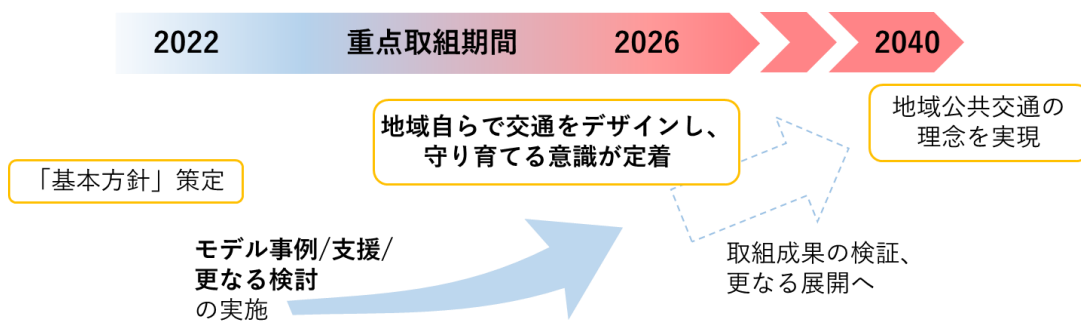 2022 重点取組期間 2026 2040
地域公共交通の
理念を実現
地域自らで交通をデザインし、
守り育てる意識が定着
「基本方針」策定
モデル事例/支援/
更なる検討
の実施
取組成果の検証、
更なる展開へ